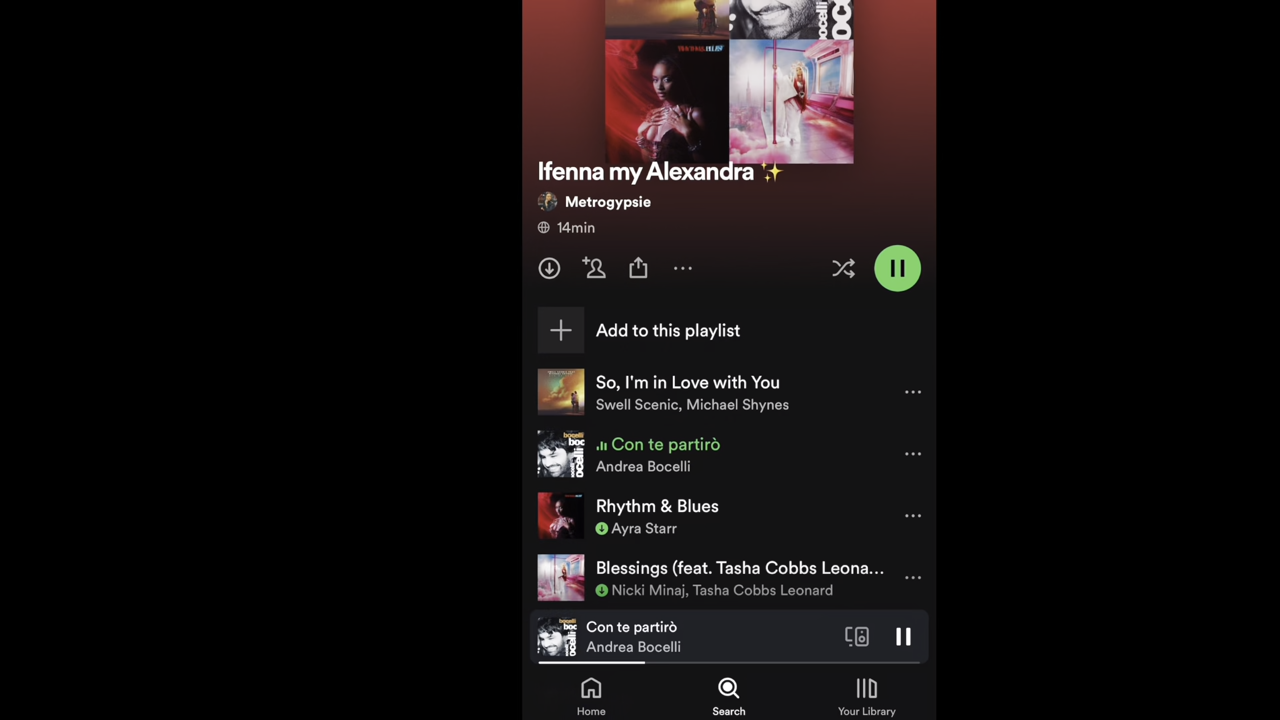 Ifenna my Alexandra ✨
Metrogypsie
14min
Add to this playlist
So, I'm in Love with You
Swell Scenic, Michael Shynes
Con te partirò
Andrea Bocelli
Rhythm & Blues
Ayra Starr
Blessings (feat. Tasha Cobbs Leona...
Nicki Minaj, Tasha Cobbs Leonard
Con te partirò
Andrea Bocelli
Home
Search
Your Library